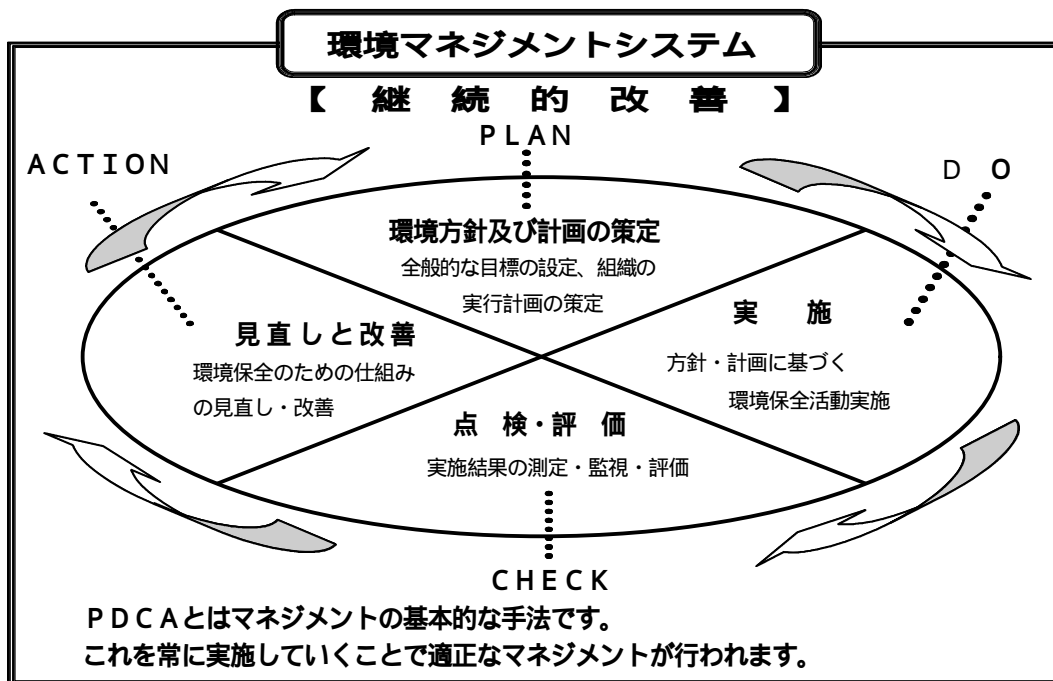 環境マネジメントシステム
【 継 続 的 改 善 】
PLAN
ACTION
D O
環境方針及び計画の策定
全般的な目標の設定、組織の
実行計画の策定
実 施
方針・計画に基づく
環境保全活動実施
見直しと改善
環境保全のための仕組み
の見直し・改善
点 検・評 価
実施結果の測定・監視・評価
CHECK
PDCAとはマネジメントの基本的な手法です。
これを常に実施していくことで適正なマネジメントが行われます。